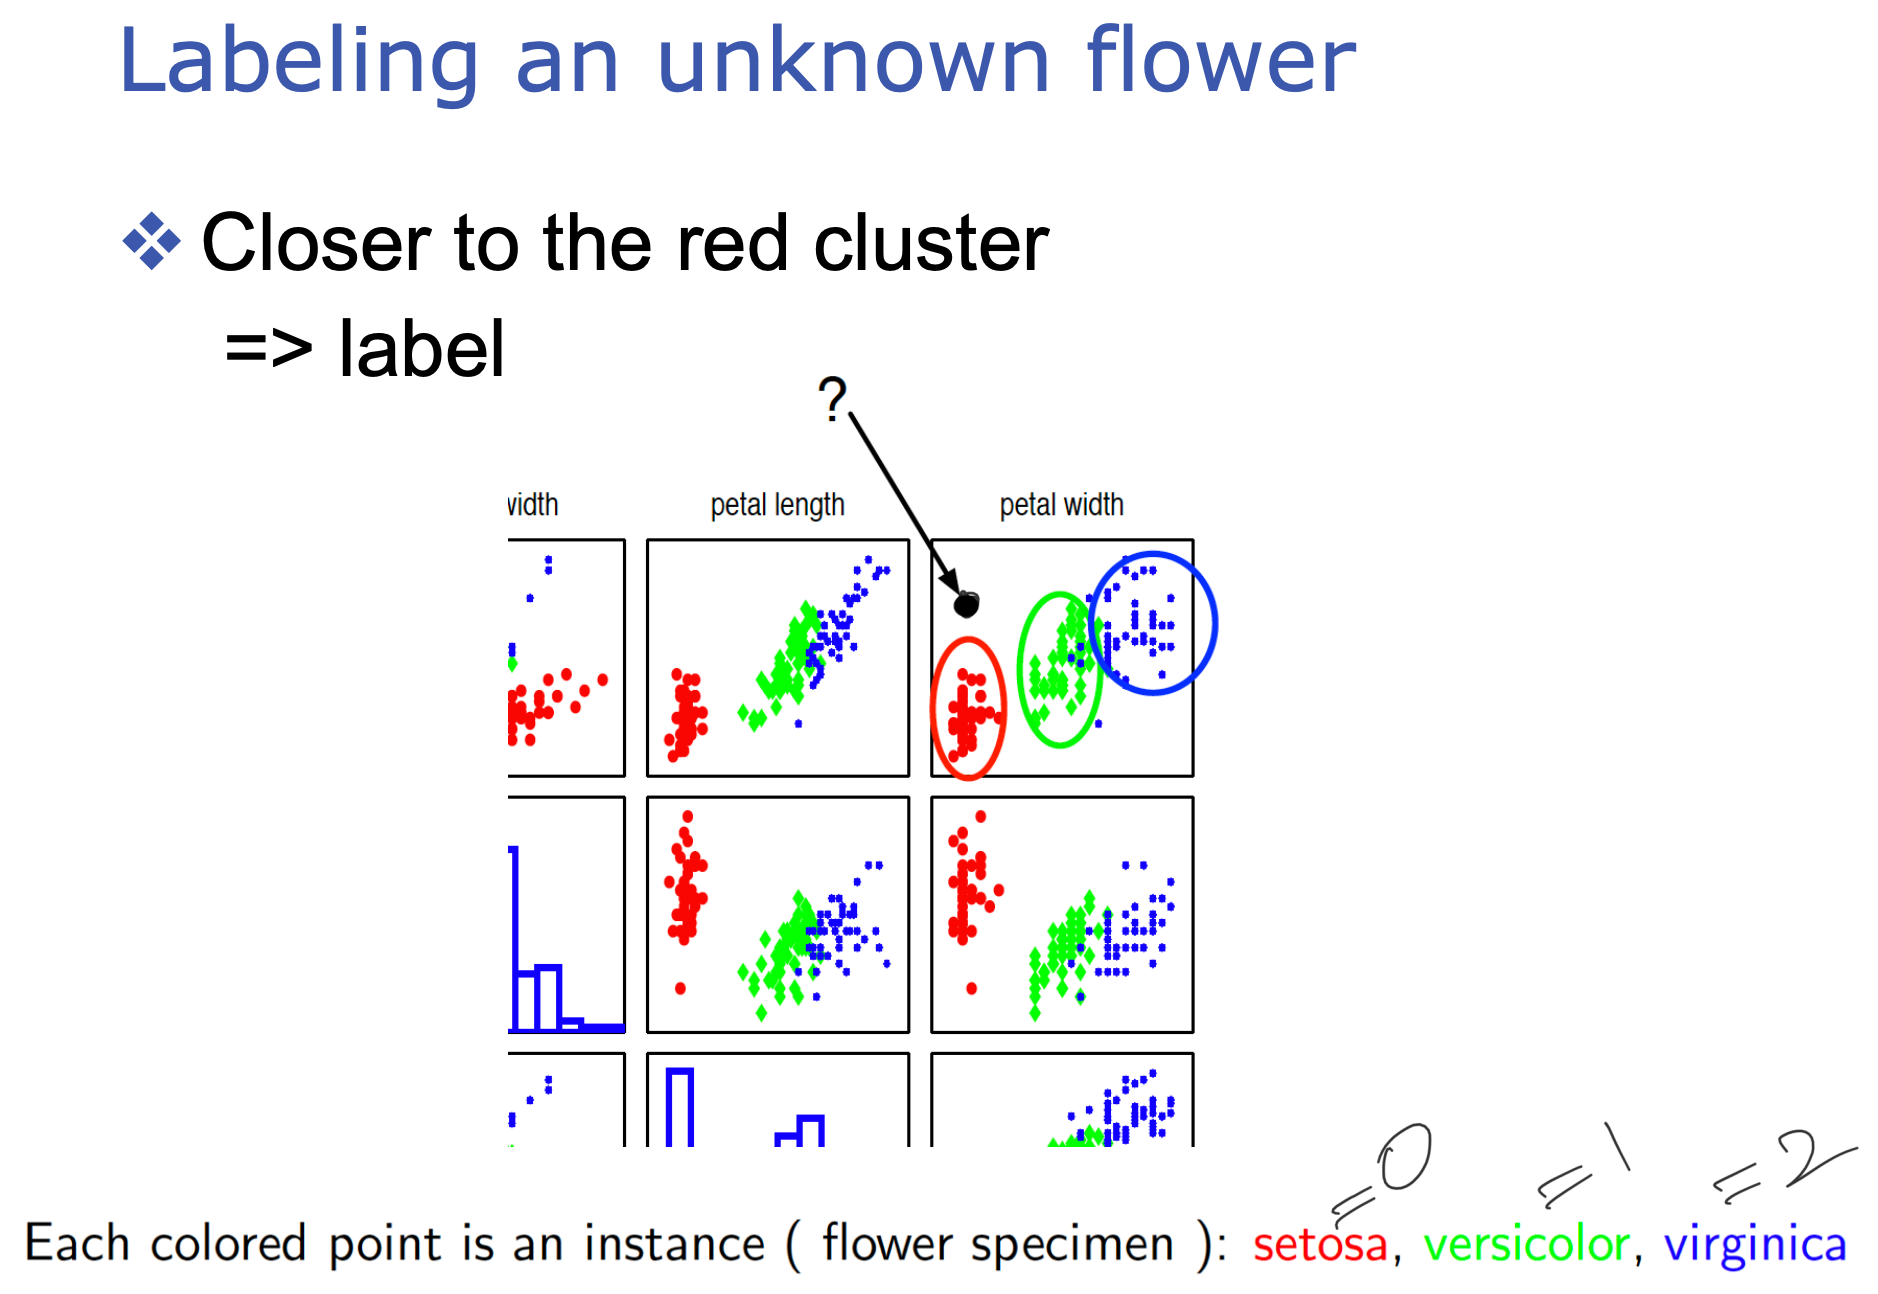 Labeling an unknown flower
Closer to the red cluster
=> label
?
width petal length petal width
=0 =1 =2
Each colored point is an instance ( flower specimen ): setosa, versicolor, virginica